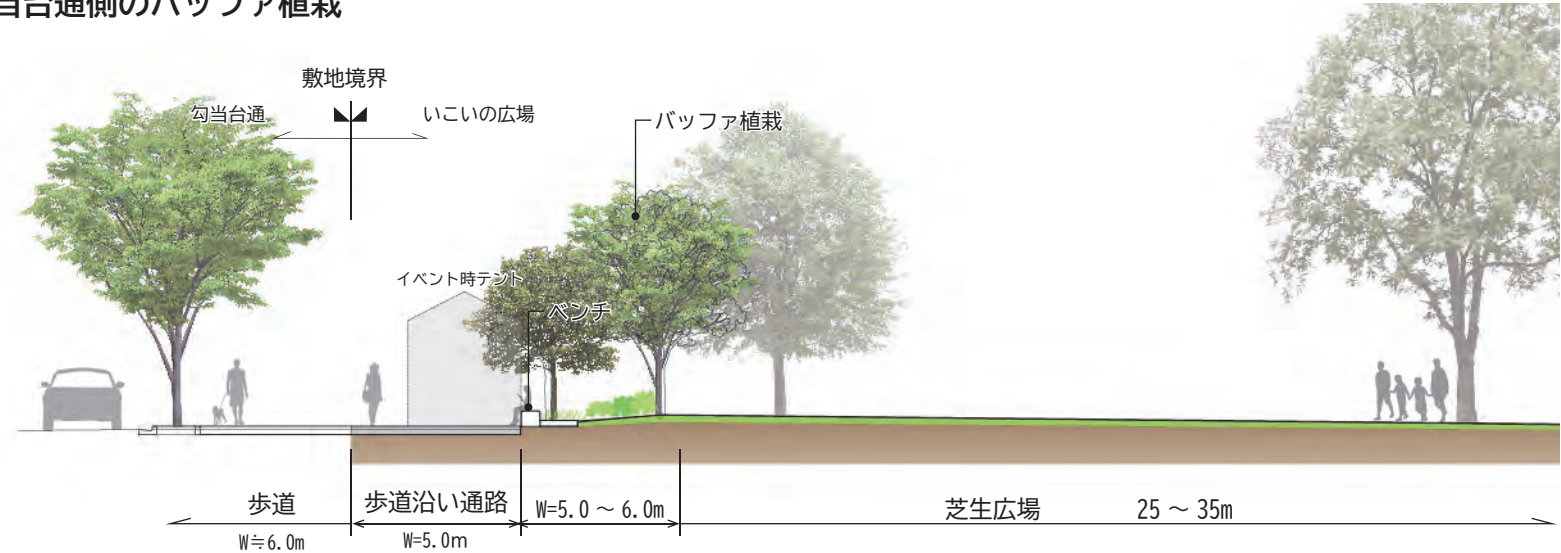 当台通側のバッファ植栽
敷地境界
勾当台通
いこいの広場
バッファ植栽
イベント時テント
ベンチ
歩道
W≒6.0m
歩道沿い通路
W=5.0m
W=5.0～6.0m
芝生広場 25～35m